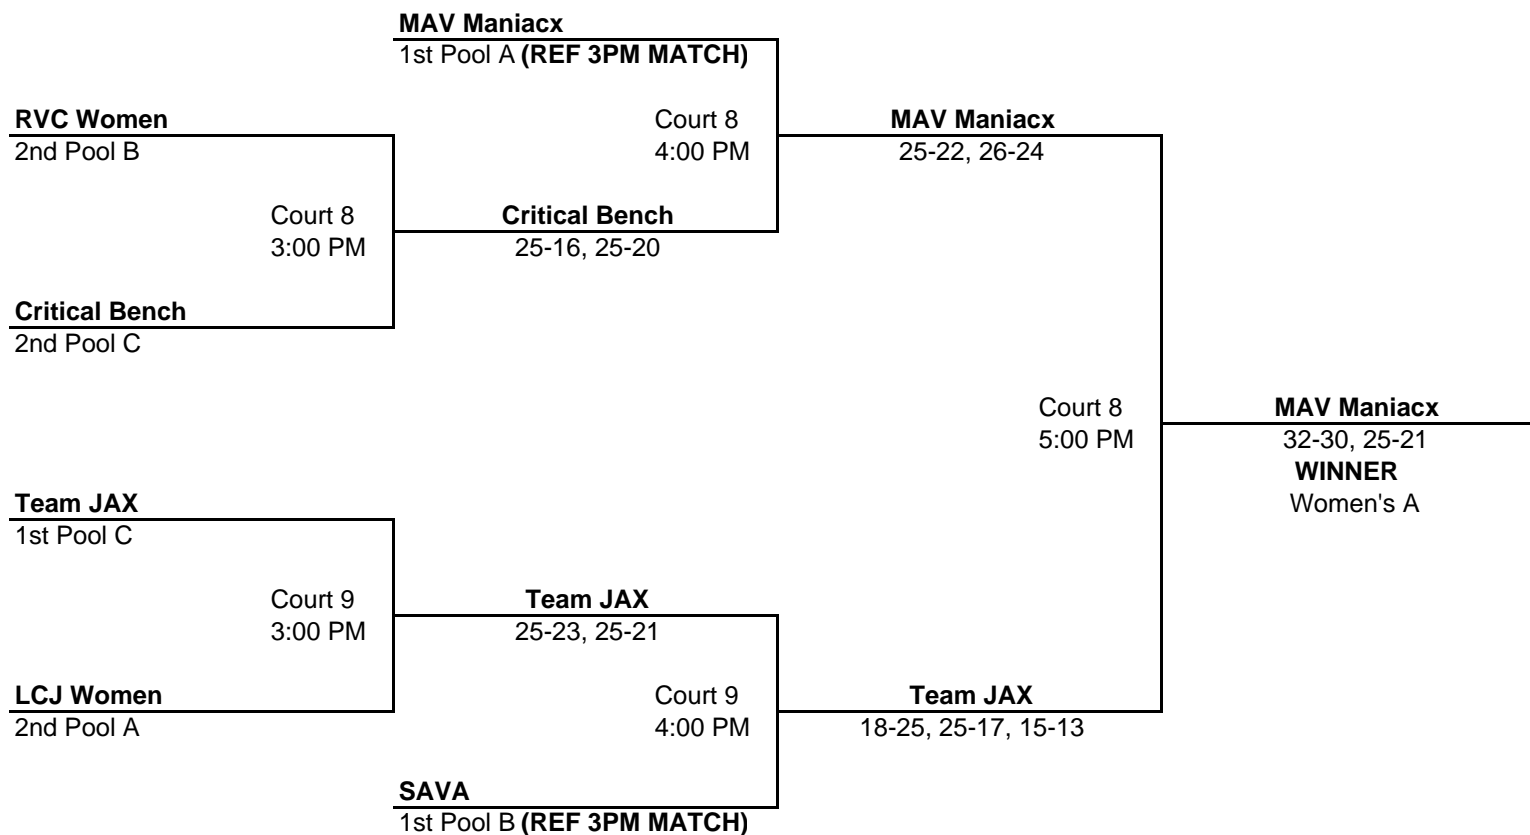 MAV Maniacx
1st Pool A (REF 3PM MATCH)
RVC Women
2nd Pool B
Court 8
4:00 PM
MAV Maniacx
25-22, 26-24
Court 8
3:00 PM
Critical Bench
25-16, 25-20
Critical Bench
2nd Pool C
Court 8
5:00 PM
MAV Maniacx
32-30, 25-21
WINNER
Women's A
Team JAX
1st Pool C
Court 9
3:00 PM
Team JAX
25-23, 25-21
LCJ Women
2nd Pool A
Court 9
4:00 PM
Team JAX
18-25, 25-17, 15-13
SAVA
1st Pool B (REF 3PM MATCH)